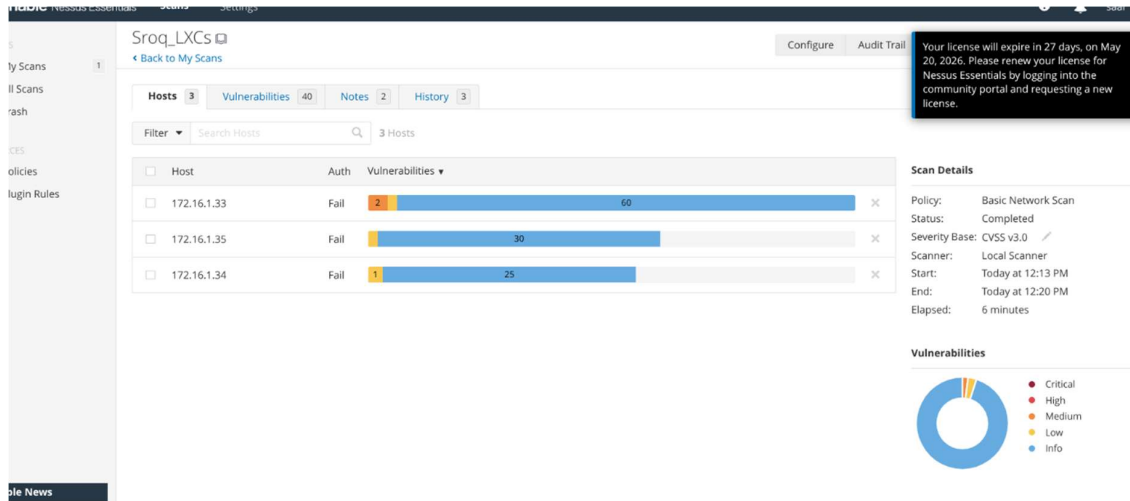 Nessus Essentials Scans Settings
My Scans 1
Sroq_LXCs
Back to My Scans
Configure Audit Trail
Your license will expire in 27 days, on May
20, 2026. Please renew your license for
Nessus Essentials by logging into the
community portal and requesting a new
license.
Hosts 3 Vulnerabilities 40 Notes 2 History 3
Filter Search Hosts 3 Hosts
Host Auth Vulnerabilities
172.16.1.33 Fail 2 60
172.16.1.35 Fail 30
172.16.1.34 Fail 1 25
ll Scans
rash
olicies
lugin Rules
Scan Details
Policy: Basic Network Scan
Status: Completed
Severity Base: CVSS v3.0
Scanner: Local Scanner
Start: Today at 12:13 PM
End: Today at 12:20 PM
Elapsed: 6 minutes
Vulnerabilities
Critical
High
Medium
Low
Info
ble News